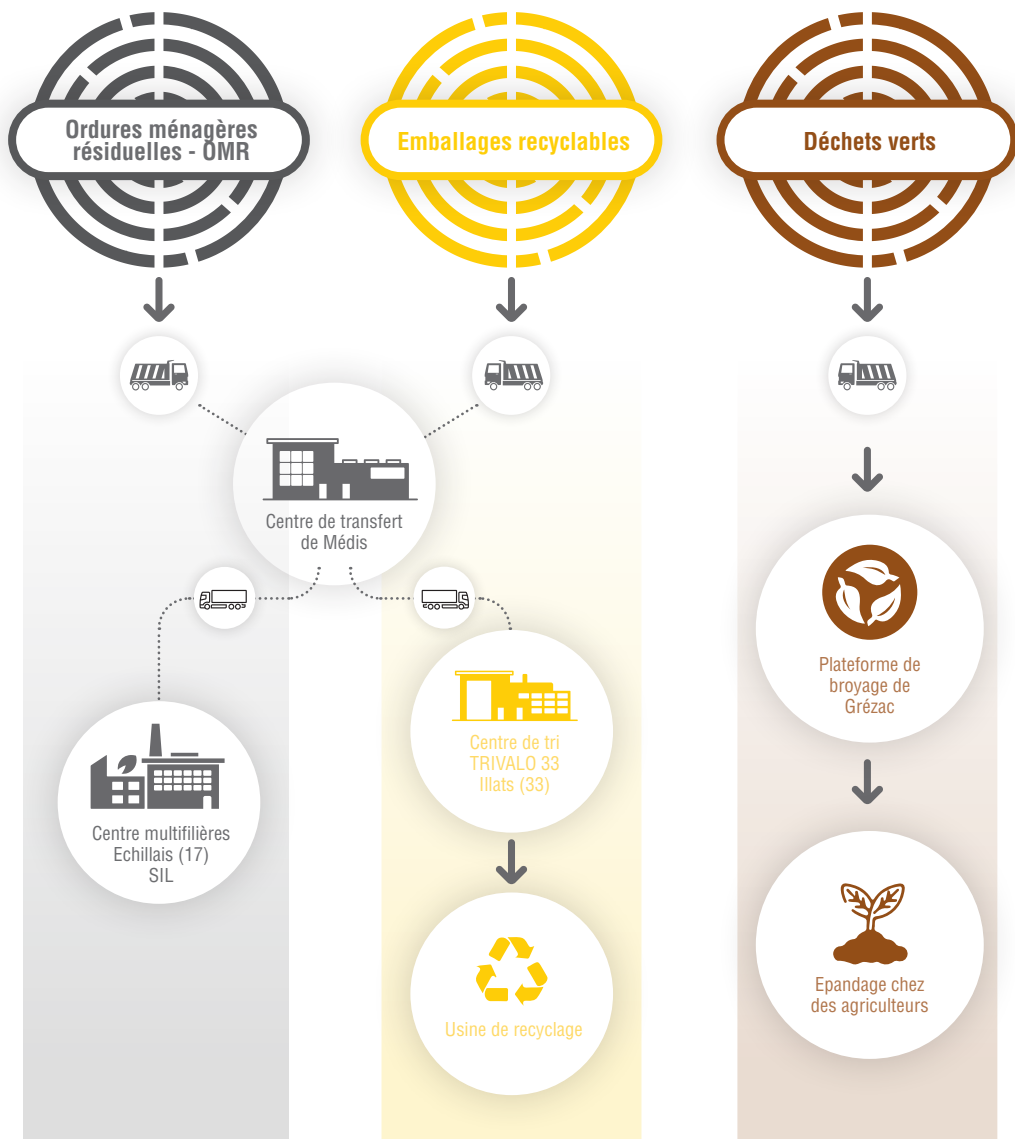 Ordures ménagères
résiduelles - OMR
Emballages recyclables
Déchets verts
Centre de transfert
de Médis
Centre multifilières
Echillais (17)
SIL
Centre de tri
TRIVALO 33
Illats (33)
Usine de recyclage
Plateforme de
broyage de
Grézac
Epandage chez
des agriculteurs